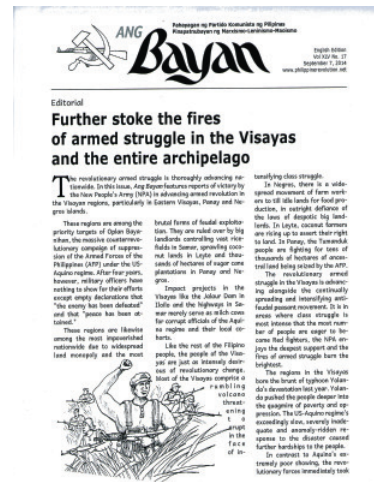 ANG
Bayan
Pahayagan ng Partido Komunista ng Pilipinas
Pinapatnubayan ng Marxismo-Leninismo-Maoismo
English Edition
Vol XLV No. 17
September 7, 2014
www.philippinerevolution.net
Editorial
Further stoke the fires
of armed struggle in the Visayas
and the entire archipelago
The revolutionary armed struggle is thoroughly advancing na-
tionwide. In this issue, Ang Bayan features reports of victory by
the New People's Army (NPA) in advancing armed revolution in
the Visayan regions, particularly in Eastern Visayas, Panay and Ne-
gros islands.
These regions are among the
priority targets of Oplan Baya-
nihan, the massive counterrevo-
lutionary campaign of suppres-
sion of the Armed Forces of the
Philippines (AFP) under the US-
Aquino regime. After four years,
however, military officers have
nothing to show for their efforts
except empty declarations that
"the enemy has been defeated"
and that "peace has been at-
tained."
These regions are likewise
among the most impoverished
nationwide due to widespread
land monopoly and the most
brutal forms of feudal exploita-
tion. They are ruled over by big
landlords controlling vast rice-
fields in Samar, sprawling coco-
nut lands in Leyte and thou-
sands of hectares of sugar cane
plantations in Panay and Ne-
gros.
Impact projects in the
Visayas like the Jalaur Dam in
Iloilo and the highways in Sa-
mar merely serve as milch cows
for corrupt officials of the Aqui-
no regime and their local co-
horts.
Like the rest of the Filipino
people, the people of the Visa-
yas are just as intensely desir-
ous of revolutionary change.
Most of the Visayas comprise a
rumbling
volcano
threat-
ening
to
erupt
in the
face
of in-
tensifying class struggle.
In Negros, there is a wide-
spread movement of farm work-
ers to till idle lands for food pro-
duction, in outright defiance of
the laws of despotic big land-
lords. In Leyte, coconut farmers
are rising up to assert their right
to land. In Panay, the Tumanduk
people are fighting for tens of
thousands of hectares of ances-
tral land being seized by the AFP.
The revolutionary armed
struggle in the Visayas is advanc-
ing alongside the continually
spreading and intensifying anti-
feudal peasant movement. It is in
areas where class struggle is
most intense that the most num-
ber of people are eager to be-
come Red fighters, the NPA en-
joys the deepest support and the
fires of armed struggle burn the
brightest.
The regions in the Visayas
bore the brunt of typhoon Yolan-
da's devastation last year. Yolan-
da pushed the people deeper into
the quagmire of poverty and op-
pression. The US-Aquino regime's
exceedingly slow, severely inade-
quate and anomaly-ridden re-
sponse to the disaster caused
further hardships to the people.
In contrast to Aquino's ex-
tremely poor showing, the revo-
lutionary forces immediately took